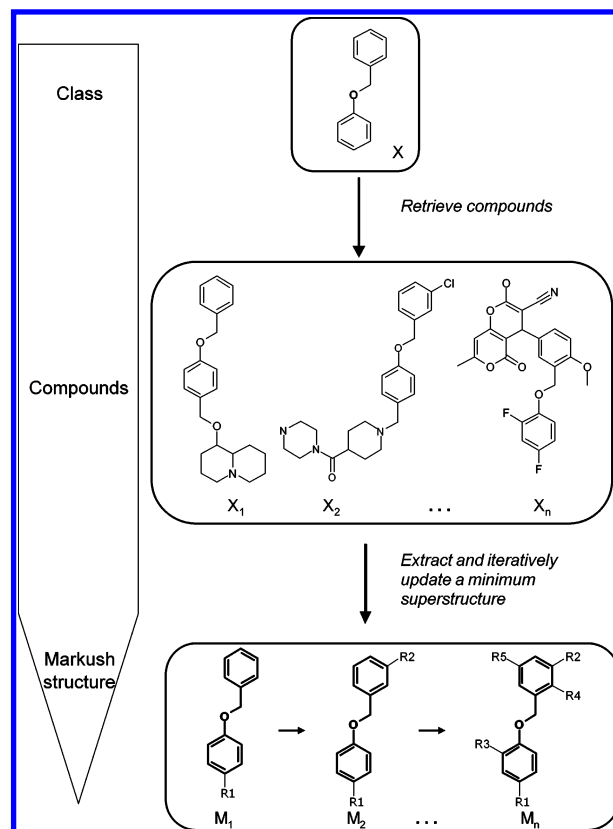 Class
O
X
Retrieve compounds
Compounds
O
O
N
X1
Cl
O
N
N
N
O
X2
...
O
N
O
O
O
O
O
F
F
Xn
Extract and iteratively
update a minimum
superstructure
Markush
structure
O
R1
M1
R2
O
R1
M2
...
R5
R2
R4
O
R3
R1
Mn